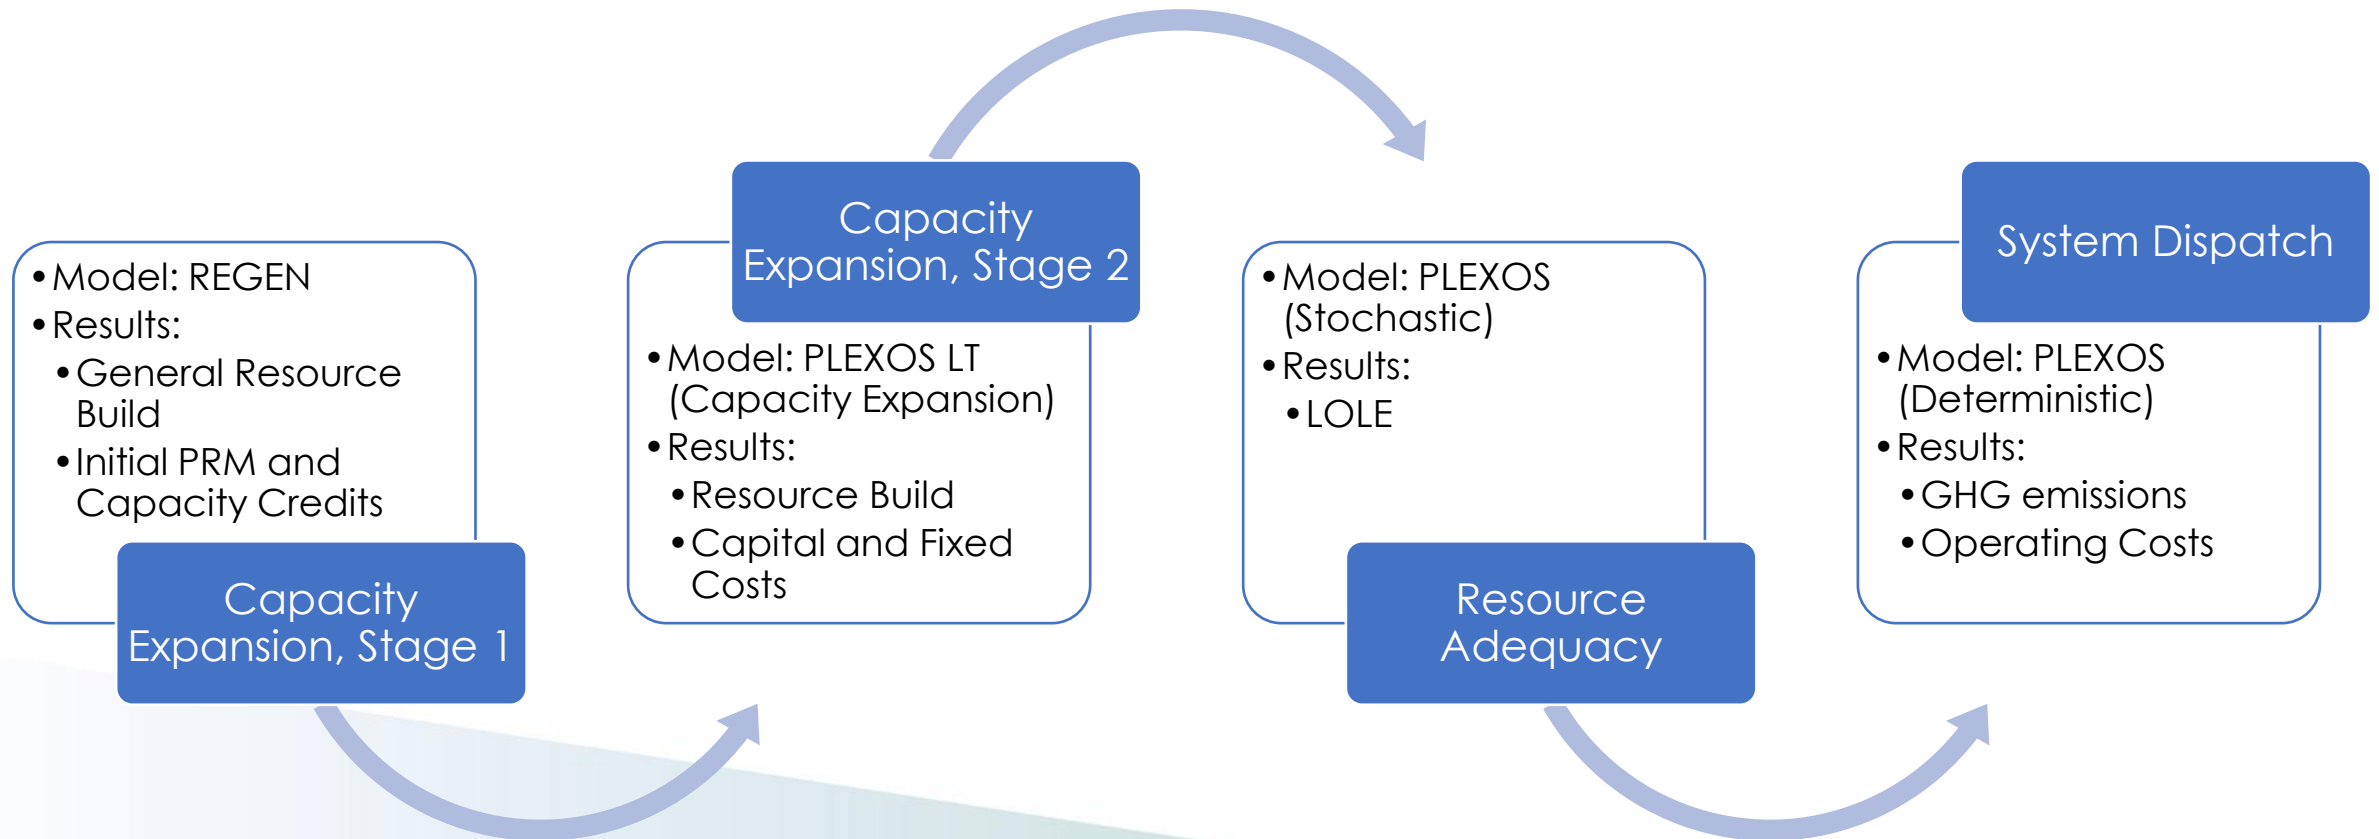 •Model: REGEN
•Results:
•General Resource
Build
•Initial PRM and
Capacity Credits
Capacity
Expansion, Stage 1
Capacity
Expansion, Stage 2
•Model: PLEXOS LT
(Capacity Expansion)
•Results:
•Resource Build
•Capital and Fixed
Costs
•Model: PLEXOS
(Stochastic)
•Results:
•LOLE
Resource
Adequacy
System Dispatch
•Model: PLEXOS
(Deterministic)
•Results:
•GHG emissions
•Operating Costs